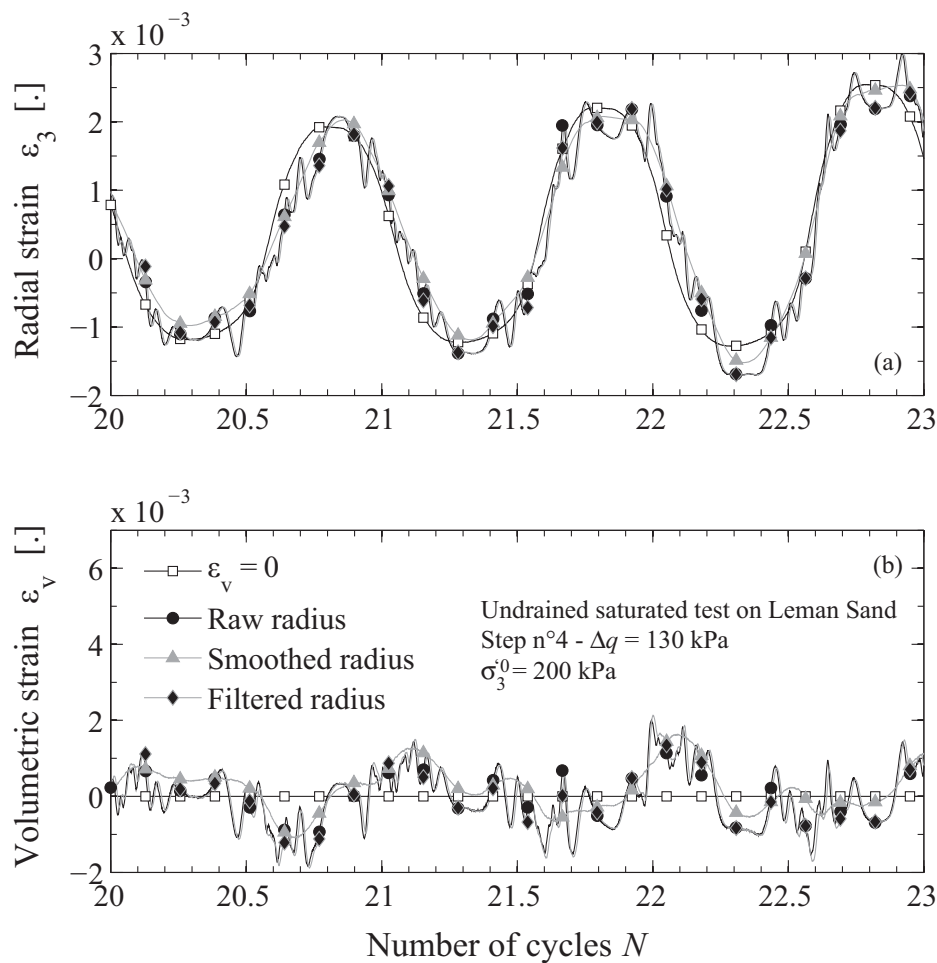 x 10⁻³
3
2
1
0
−1
−2
Radial strain ε₃ [.]
(a)
20 20.5 21 21.5 22 22.5 23
x 10⁻³
6
4
2
0
−2
Volumetric strain εᵥ [.]
(b)
εᵥ = 0
Raw radius
Smoothed radius
Filtered radius
Undrained saturated test on Leman Sand
Step n°4 - Δq = 130 kPa
σ₃'⁰ = 200 kPa
20 20.5 21 21.5 22 22.5 23
Number of cycles N